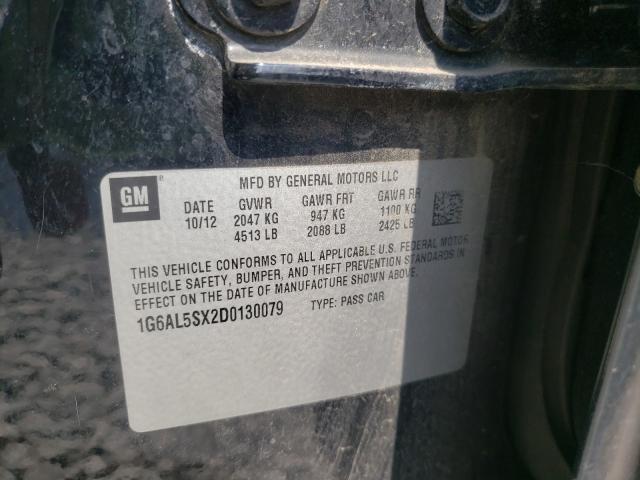 GM
®
MFD BY GENERAL MOTORS LLC
DATE GVWR GAWR FRT GAWR RR
10/12 2047 KG 947 KG 1100 KG
4513 LB 2088 LB 2425 LB
THIS VEHICLE CONFORMS TO ALL APPLICABLE U.S. FEDERAL MOTOR
VEHICLE SAFETY, BUMPER, AND THEFT PREVENTION STANDARDS IN
EFFECT ON THE DATE OF MANUFACTURE SHOWN ABOVE.
1G6AL5SX2D0130079 TYPE: PASS CAR